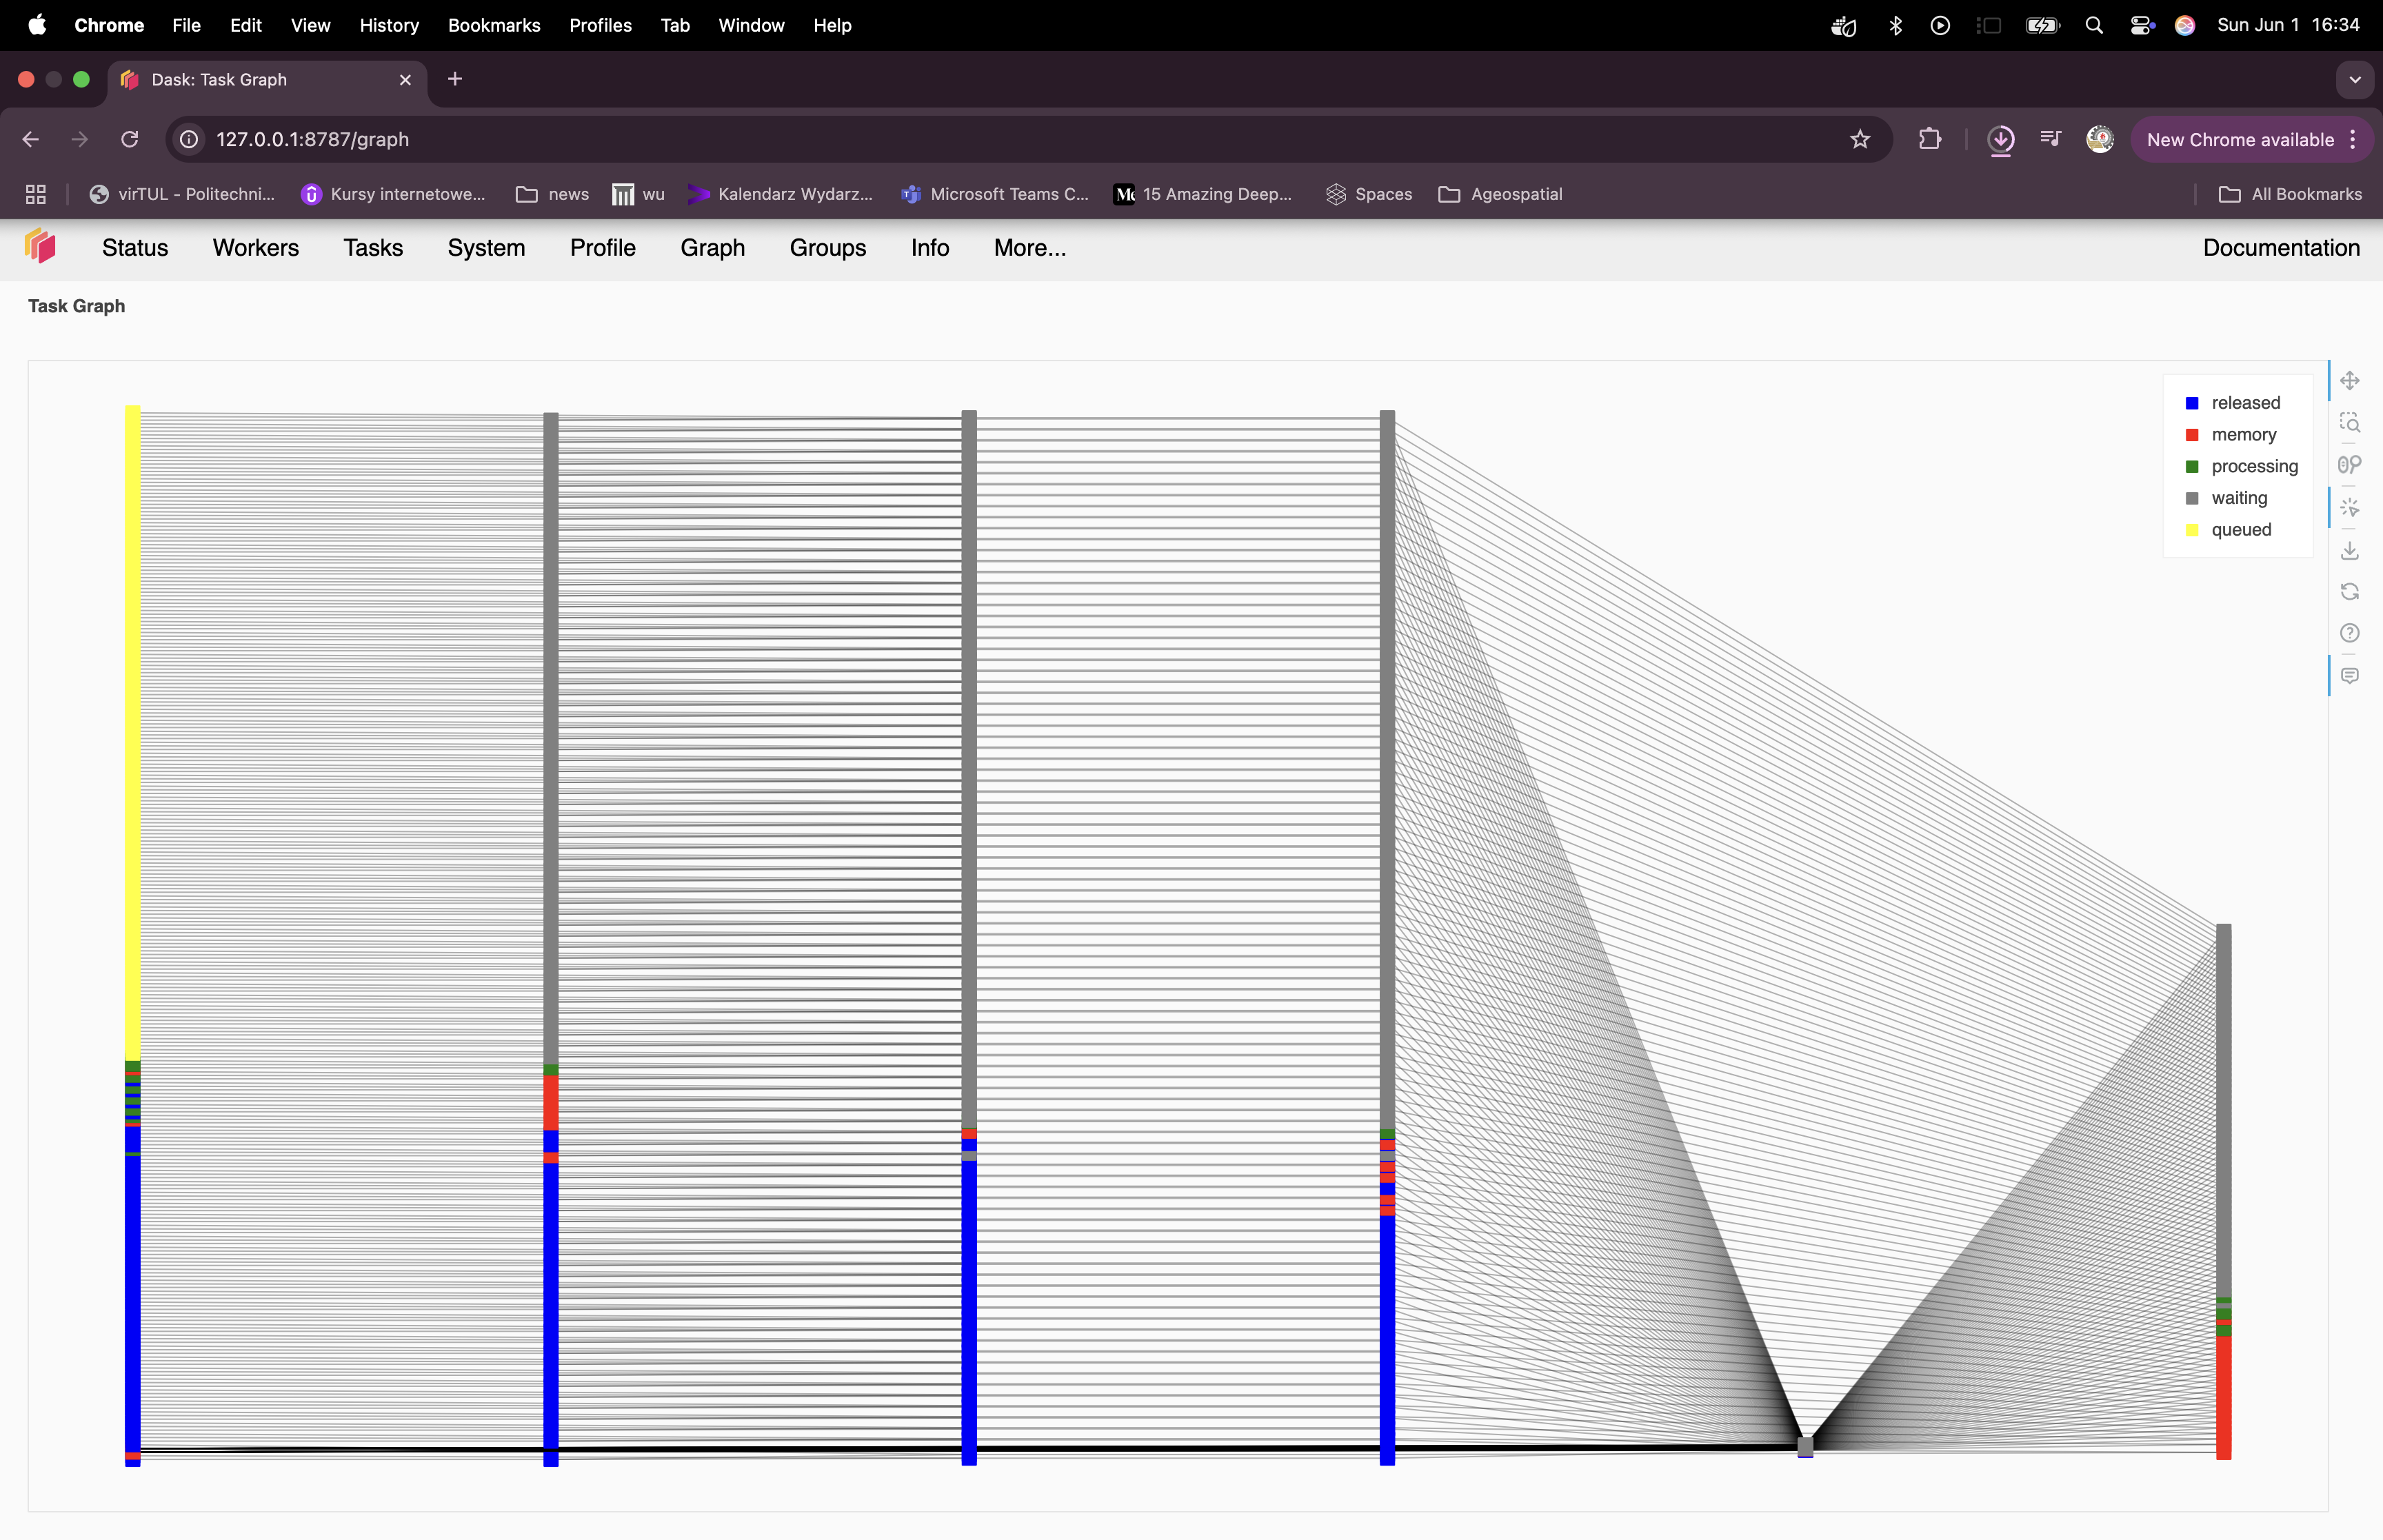 Chrome File Edit View History Bookmarks Profiles Tab Window Help Sun Jun 1 16:34
Dask: Task Graph
127.0.0.1:8787/graph New Chrome available
virTUL - Politechni... Kursy internetowe... news wu Kalendarz Wydarz... Microsoft Teams C... 15 Amazing Deep... Spaces Ageospatial All Bookmarks
Status Workers Tasks System Profile Graph Groups Info More... Documentation
Task Graph
released
memory
processing
waiting
queued